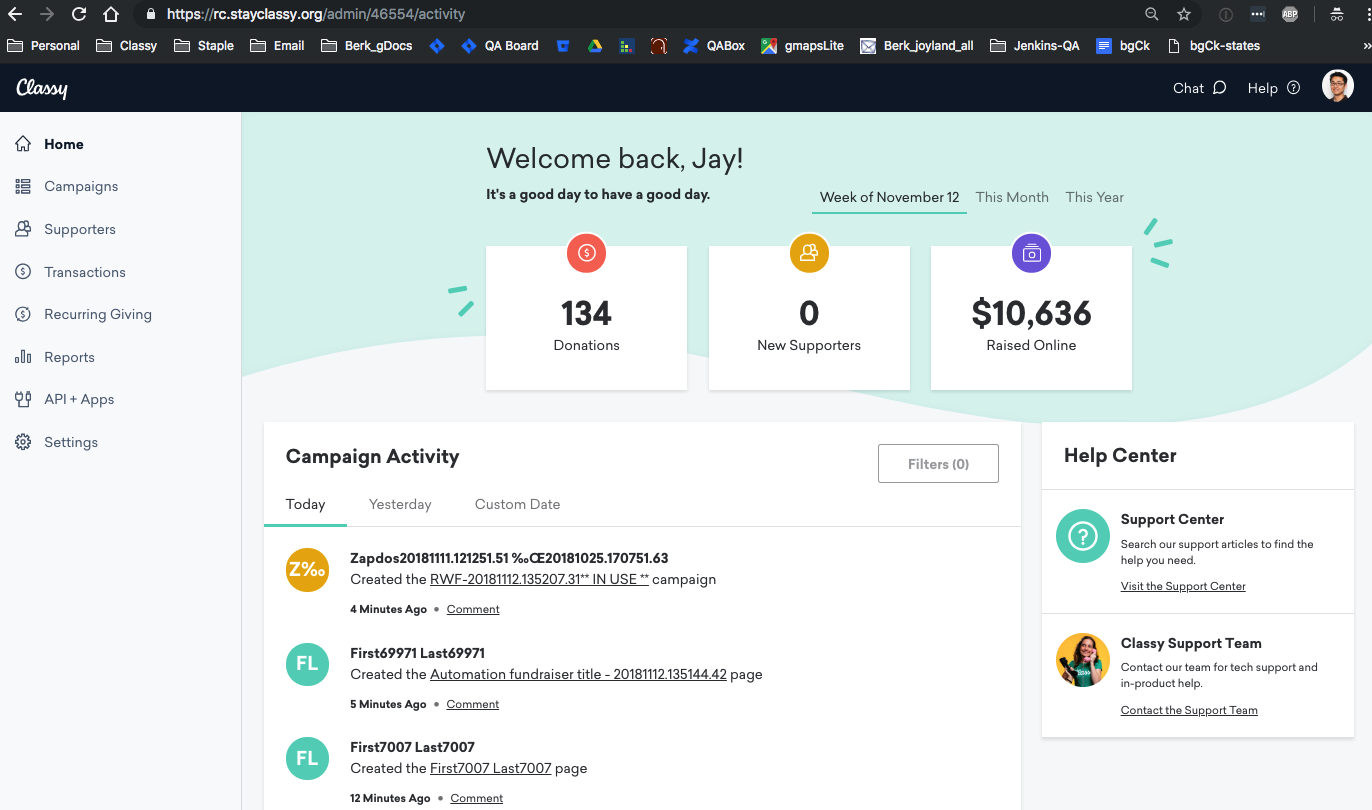 https://rc.stayclassy.org/admin/46554/activity
ABP
Personal Classy Staple Email Berk_gDocs QA Board QABox gmapsLite Berk_joyland_all Jenkins-QA bgCk bgCk-states »
Classy
Chat Help
Home
Campaigns
Supporters
Transactions
Recurring Giving
Reports
API + Apps
Settings
Welcome back, Jay!
It's a good day to have a good day.
Week of November 12 This Month This Year
134
Donations
0
New Supporters
$10,636
Raised Online
Campaign Activity
Filters (0)
Today Yesterday Custom Date
Z‰
Zapdos20181111.121251.51 ‰Œ20181025.170751.63
Created the RWF-20181112.135207.31** IN USE ** campaign
4 Minutes Ago • Comment
FL
First69971 Last69971
Created the Automation fundraiser title - 20181112.135144.42 page
5 Minutes Ago • Comment
FL
First7007 Last7007
Created the First7007 Last7007 page
12 Minutes Ago • Comment
Help Center
Support Center
Search our support articles to find the
help you need.
Visit the Support Center
Classy Support Team
Contact our team for tech support and
in-product help.
Contact the Support Team